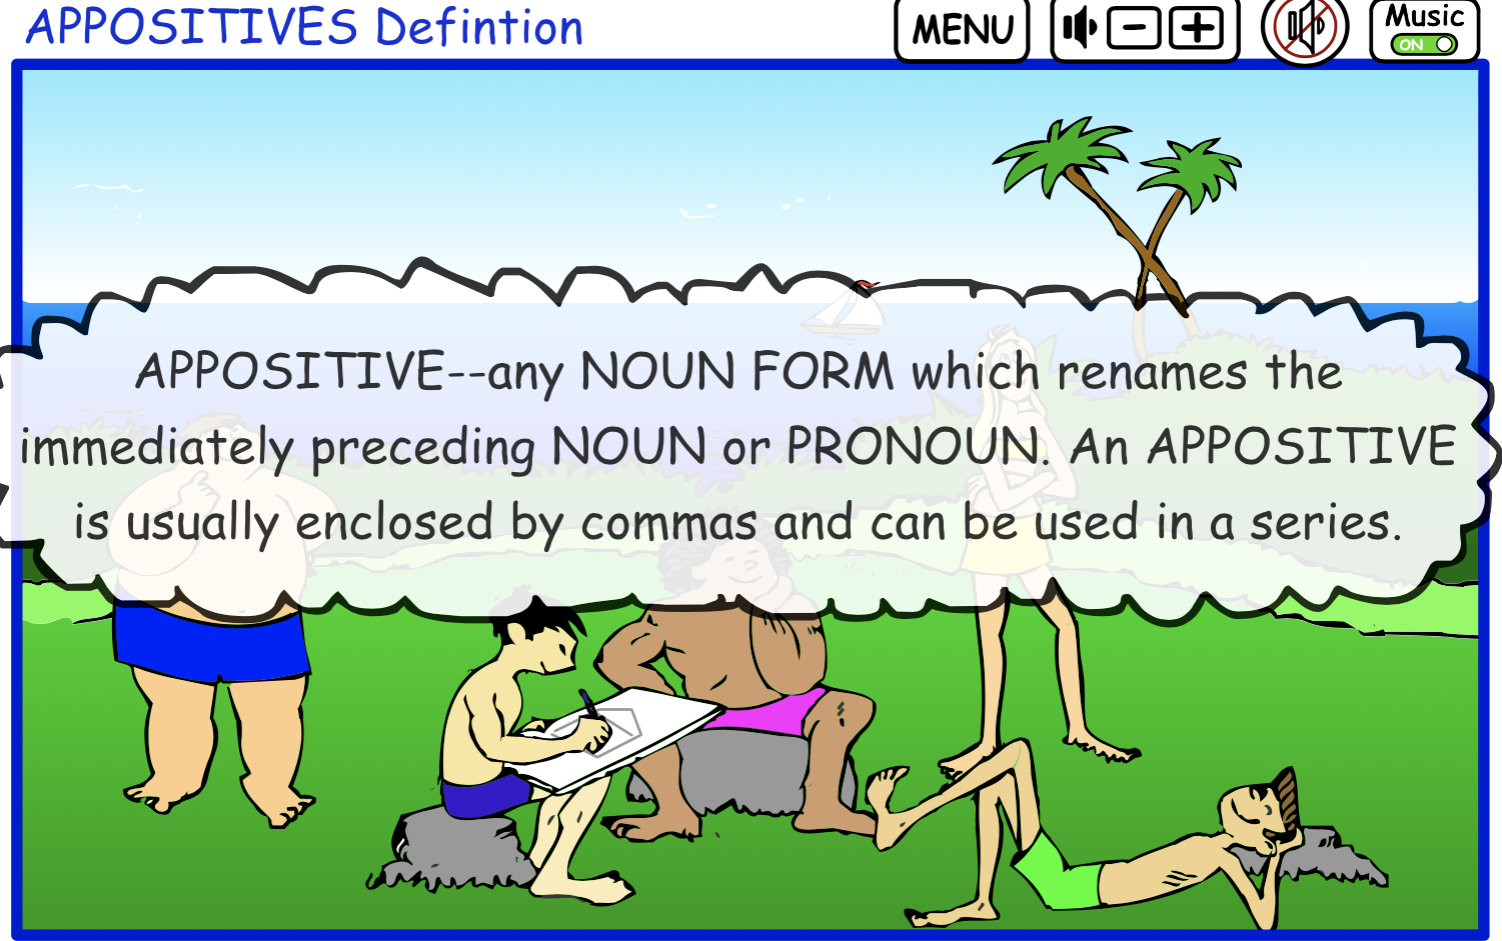 APPOSITIVES Defintion
MENU
Music
ON
APPOSITIVE--any NOUN FORM which renames the
immediately preceding NOUN or PRONOUN. An APPOSITIVE
is usually enclosed by commas and can be used in a series.